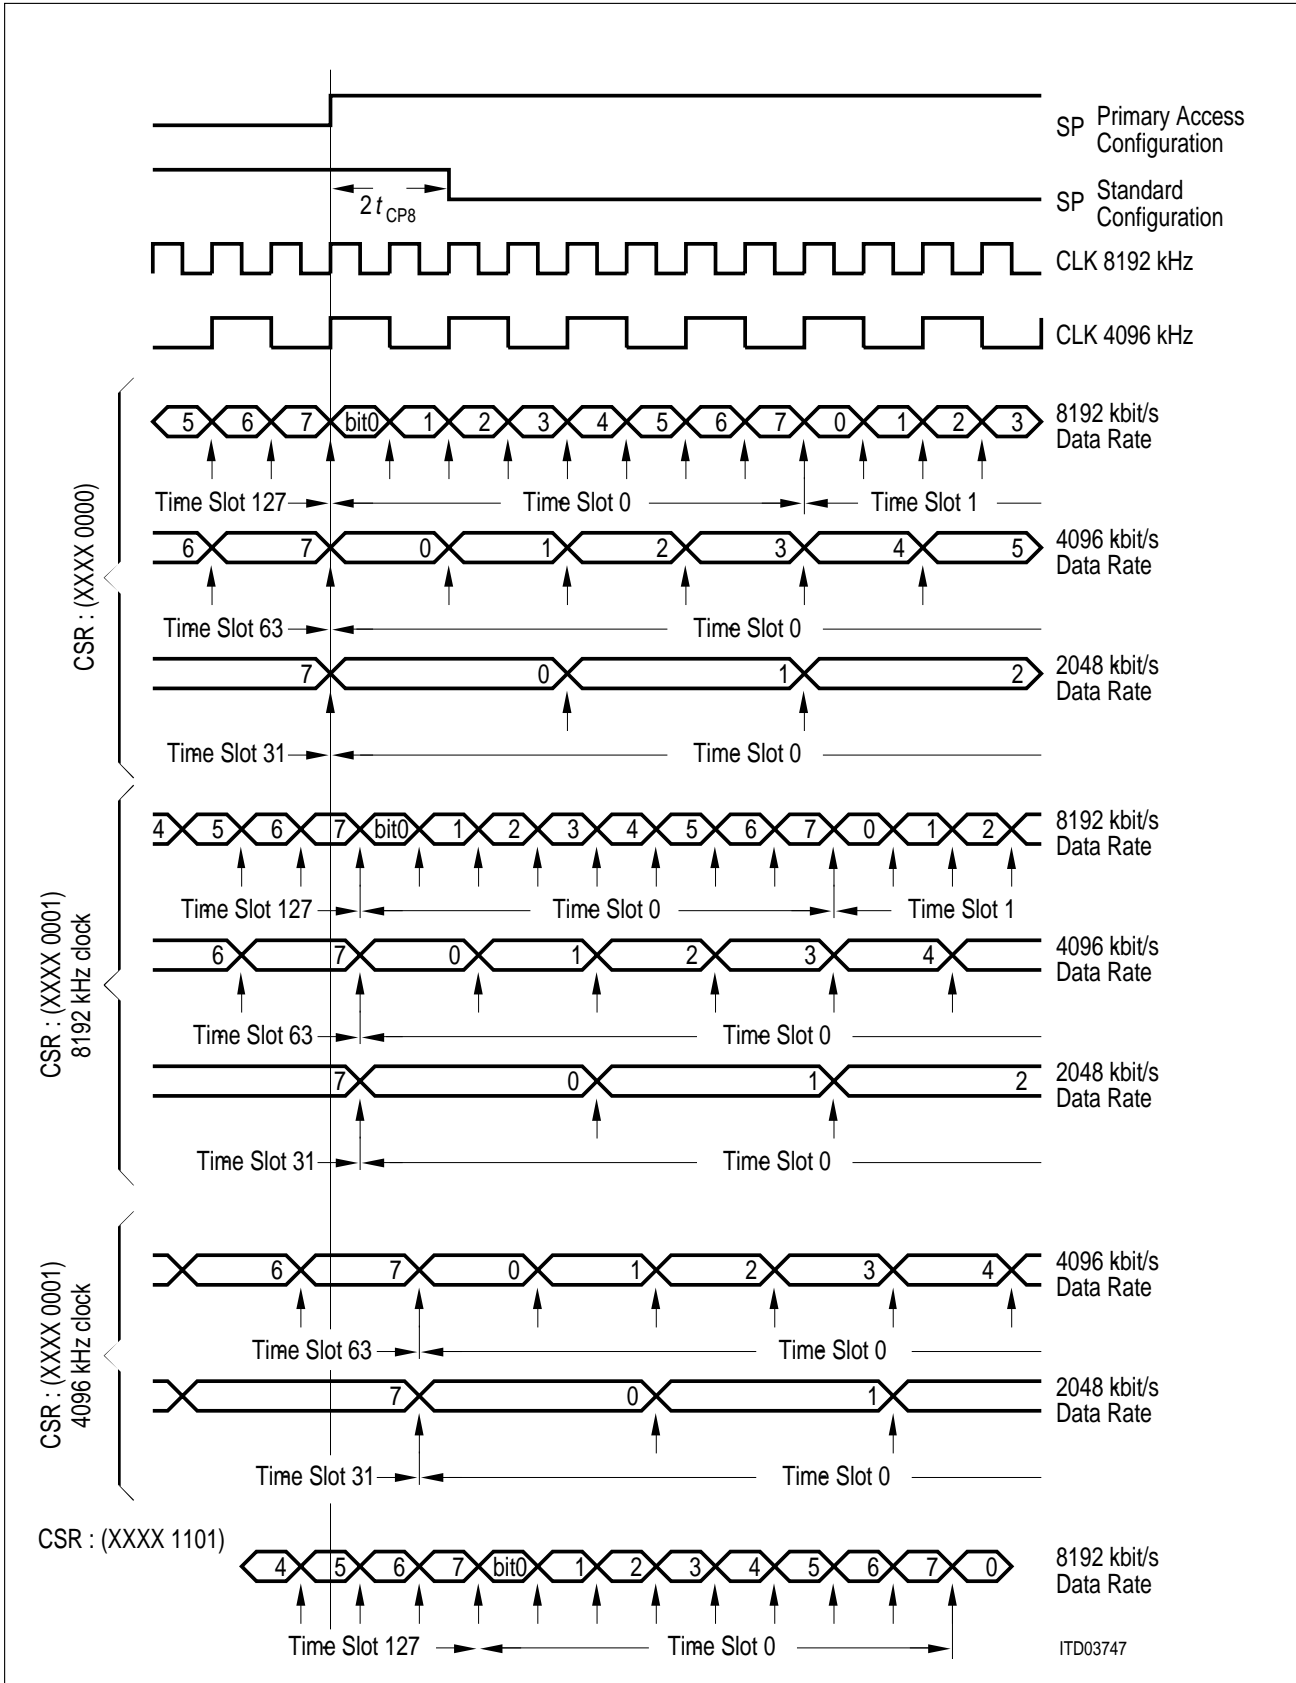 SP Primary Access
Configuration
2 t CP8
SP Standard
Configuration
CLK 8192 kHz
CLK 4096 kHz
CSR : (XXXX 0000)
5 6 7 bit0 1 2 3 4 5 6 7 0 1 2 3
8192 kbit/s
Data Rate
Time Slot 127 Time Slot 0 Time Slot 1
6 7 0 1 2 3 4 5
4096 kbit/s
Data Rate
Time Slot 63 Time Slot 0
7 0 1 2
2048 kbit/s
Data Rate
Time Slot 31 Time Slot 0
CSR : (XXXX 0001)
8192 kHz clock
4 5 6 7 bit0 1 2 3 4 5 6 7 0 1 2
8192 kbit/s
Data Rate
Time Slot 127 Time Slot 0 Time Slot 1
6 7 0 1 2 3 4
4096 kbit/s
Data Rate
Time Slot 63 Time Slot 0
7 0 1 2
2048 kbit/s
Data Rate
Time Slot 31 Time Slot 0
CSR : (XXXX 0001)
4096 kHz clock
6 7 0 1 2 3 4
4096 kbit/s
Data Rate
Time Slot 63 Time Slot 0
7 0 1
2048 kbit/s
Data Rate
Time Slot 31 Time Slot 0
CSR : (XXXX 1101)
4 5 6 7 bit0 1 2 3 4 5 6 7 0
8192 kbit/s
Data Rate
Time Slot 127 Time Slot 0
ITD03747